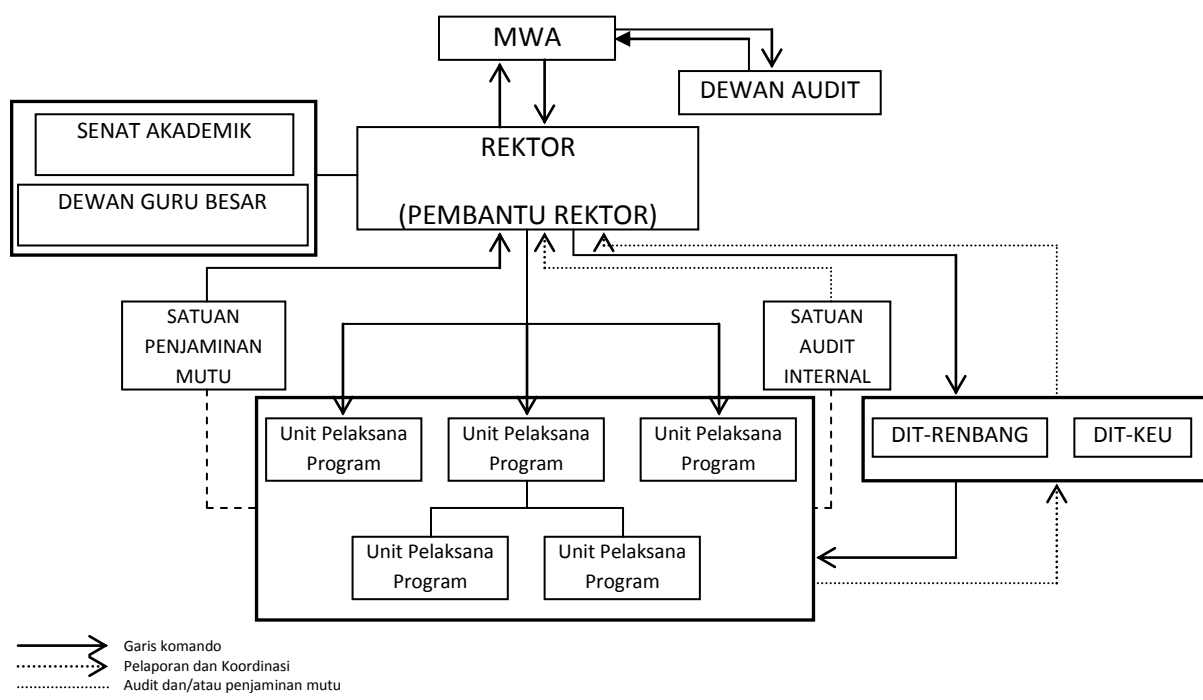 MWA
DEWAN AUDIT
SENAT AKADEMIK
DEWAN GURU BESAR
REKTOR
(PEMBANTU REKTOR)
SATUAN
PENJAMINAN
MUTU
SATUAN
AUDIT
INTERNAL
Unit Pelaksana
Program
Unit Pelaksana
Program
Unit Pelaksana
Program
DIT-RENBANG
DIT-KEU
Unit Pelaksana
Program
Unit Pelaksana
Program
Garis komando
Pelaporan dan Koordinasi
Audit dan/atau penjaminan mutu